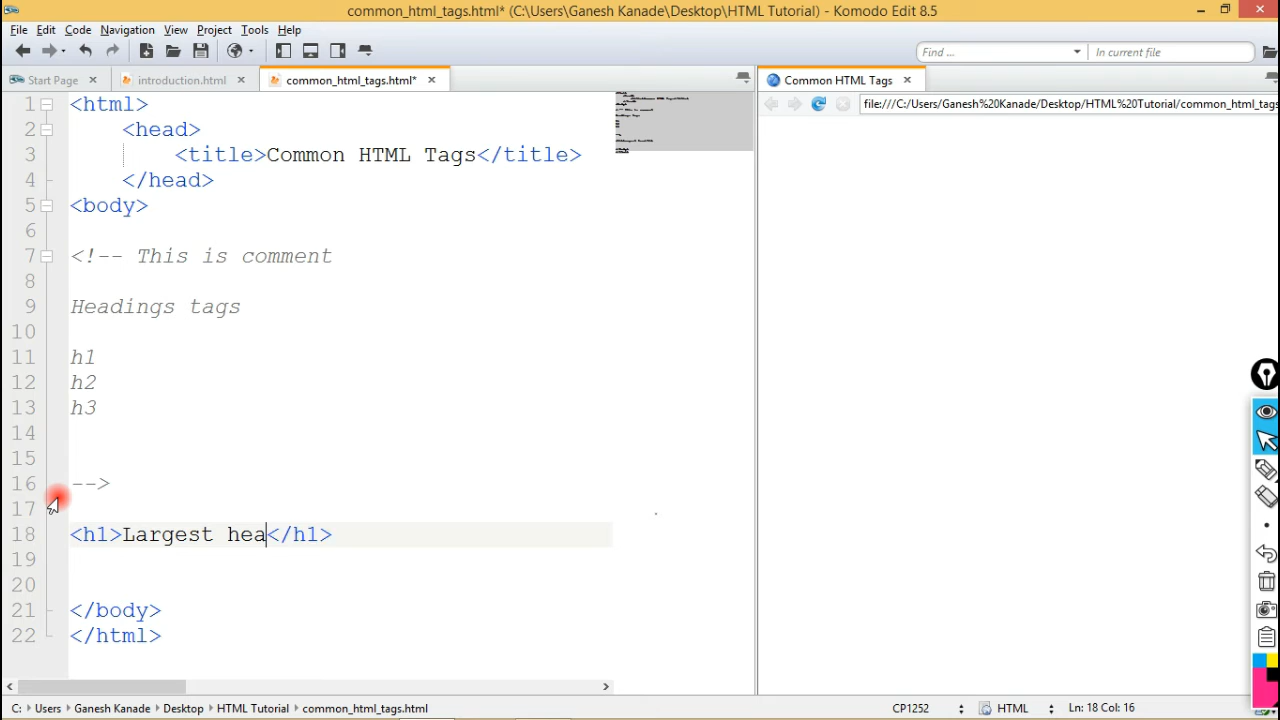 common_html_tags.html* (C:\Users\Ganesh Kanade\Desktop\HTML Tutorial) - Komodo Edit 8.5
File Edit Code Navigation View Project Tools Help
Find ... In current file
Start Page introduction.html common_html_tags.html* Common HTML Tags
file:///C:/Users/Ganesh%20Kanade/Desktop/HTML%20Tutorial/common_html_tags
1 <html>
2 <head>
3 <title>Common HTML Tags</title>
4 </head>
5 <body>
6
7 <!-- This is comment
8
9 Headings tags
10
11 h1
12 h2
13 h3
14
15
16 -->
17
18 <h1>Largest hea</h1>
19
20
21 </body>
22 </html>
C: Users Ganesh Kanade Desktop HTML Tutorial common_html_tags.html CP1252 HTML Ln: 18 Col: 16